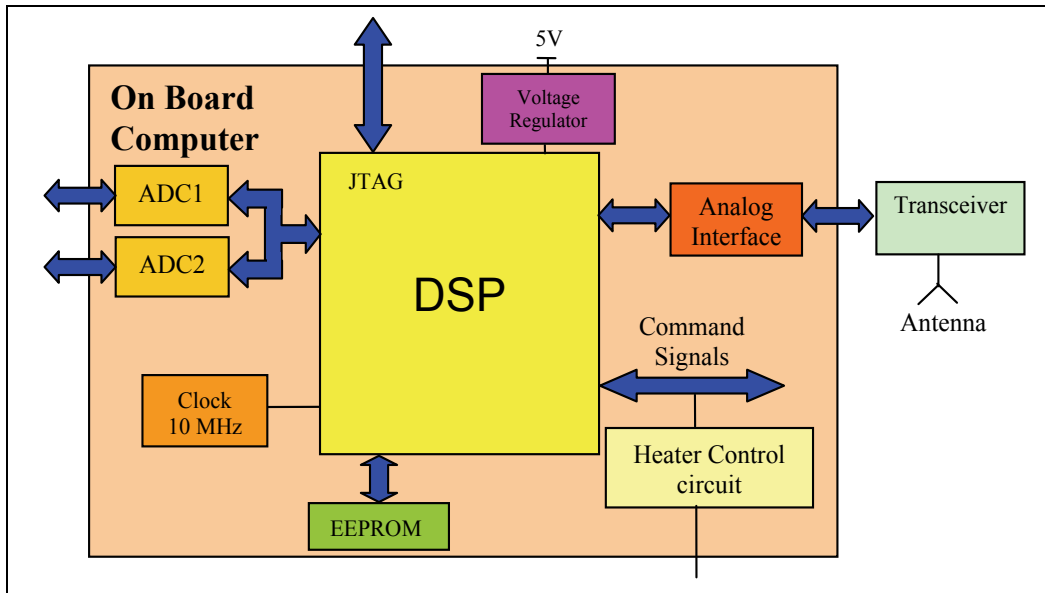 5V
On Board
Computer
Voltage
Regulator
JTAG
ADC1
ADC2
DSP
Analog
Interface
Transceiver
Antenna
Command
Signals
Clock
10 MHz
Heater Control
circuit
EEPROM